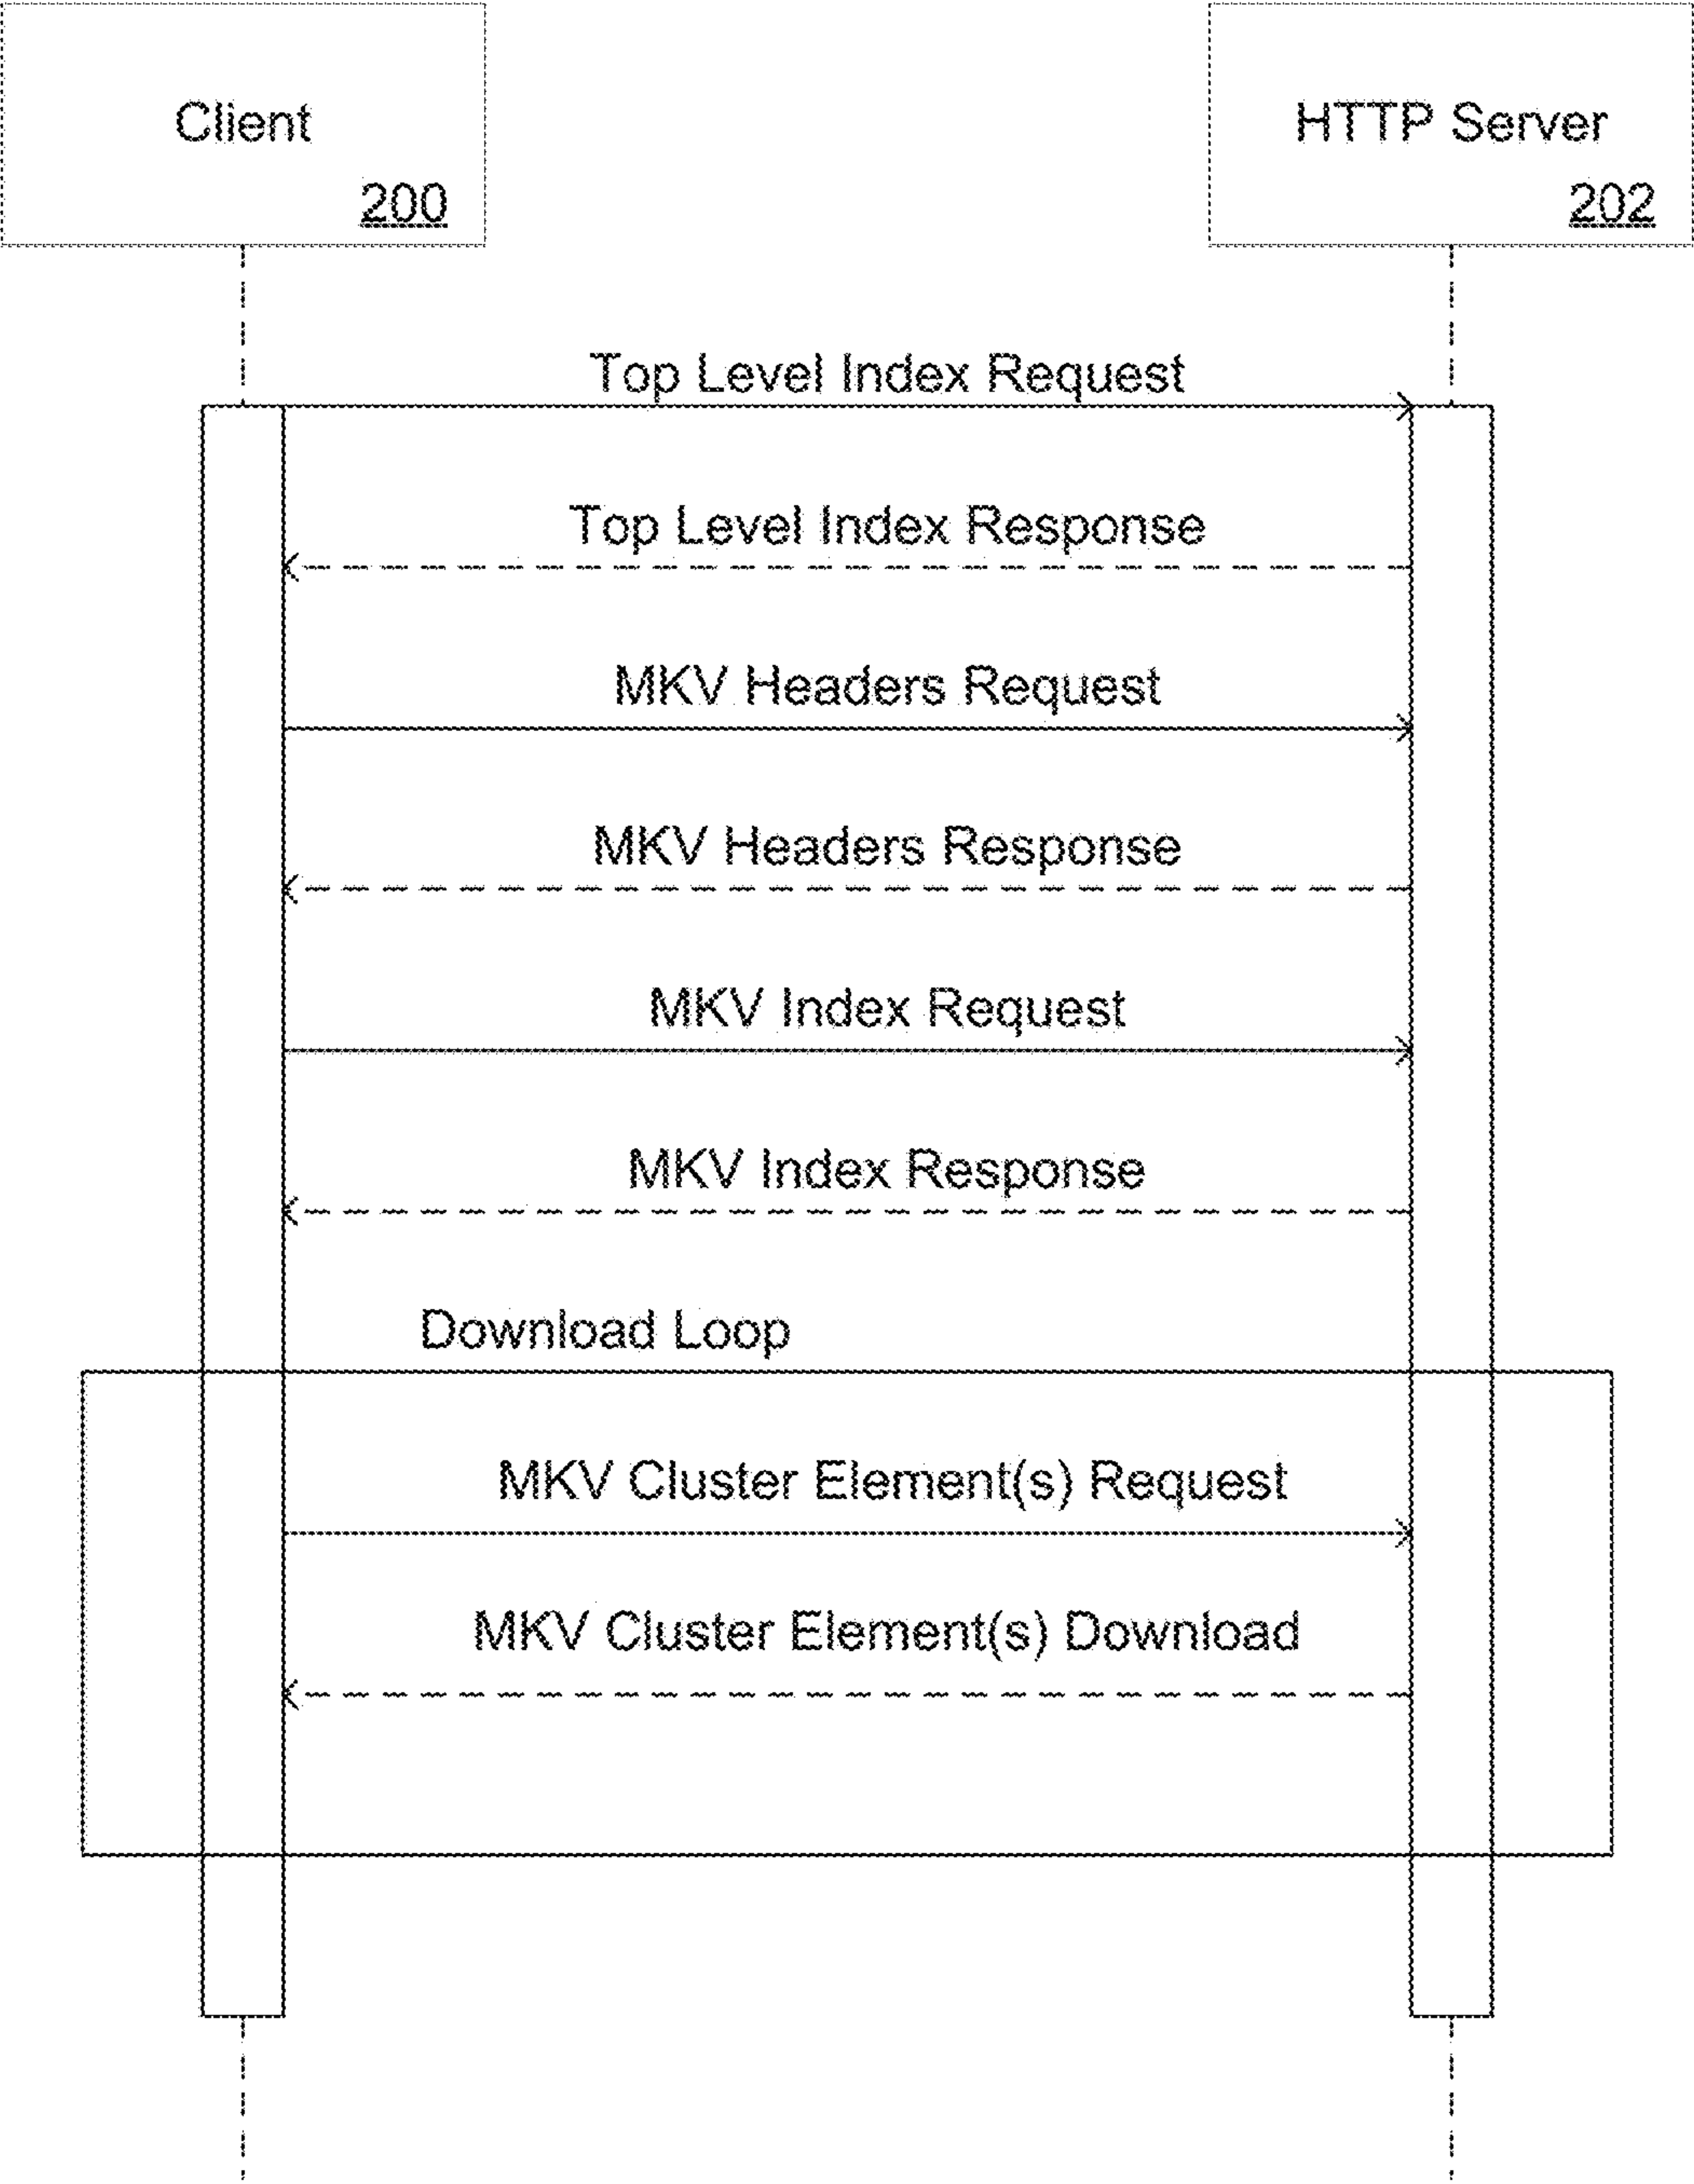 Client
200
HTTP Server
202
Top Level Index Request
Top Level Index Response
MKV Headers Request
MKV Headers Response
MKV Index Request
MKV Index Response
Download Loop
MKV Cluster Element(s) Request
MKV Cluster Element(s) Download